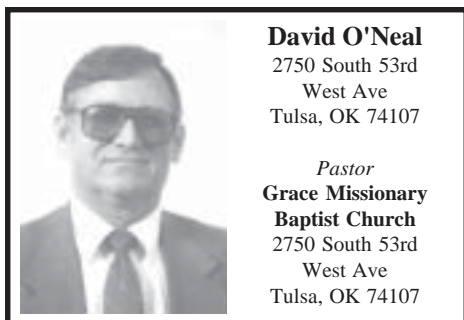 David O'Neal
2750 South 53rd
West Ave
Tulsa, OK 74107
Pastor
Grace Missionary
Baptist Church
2750 South 53rd
West Ave
Tulsa, OK 74107